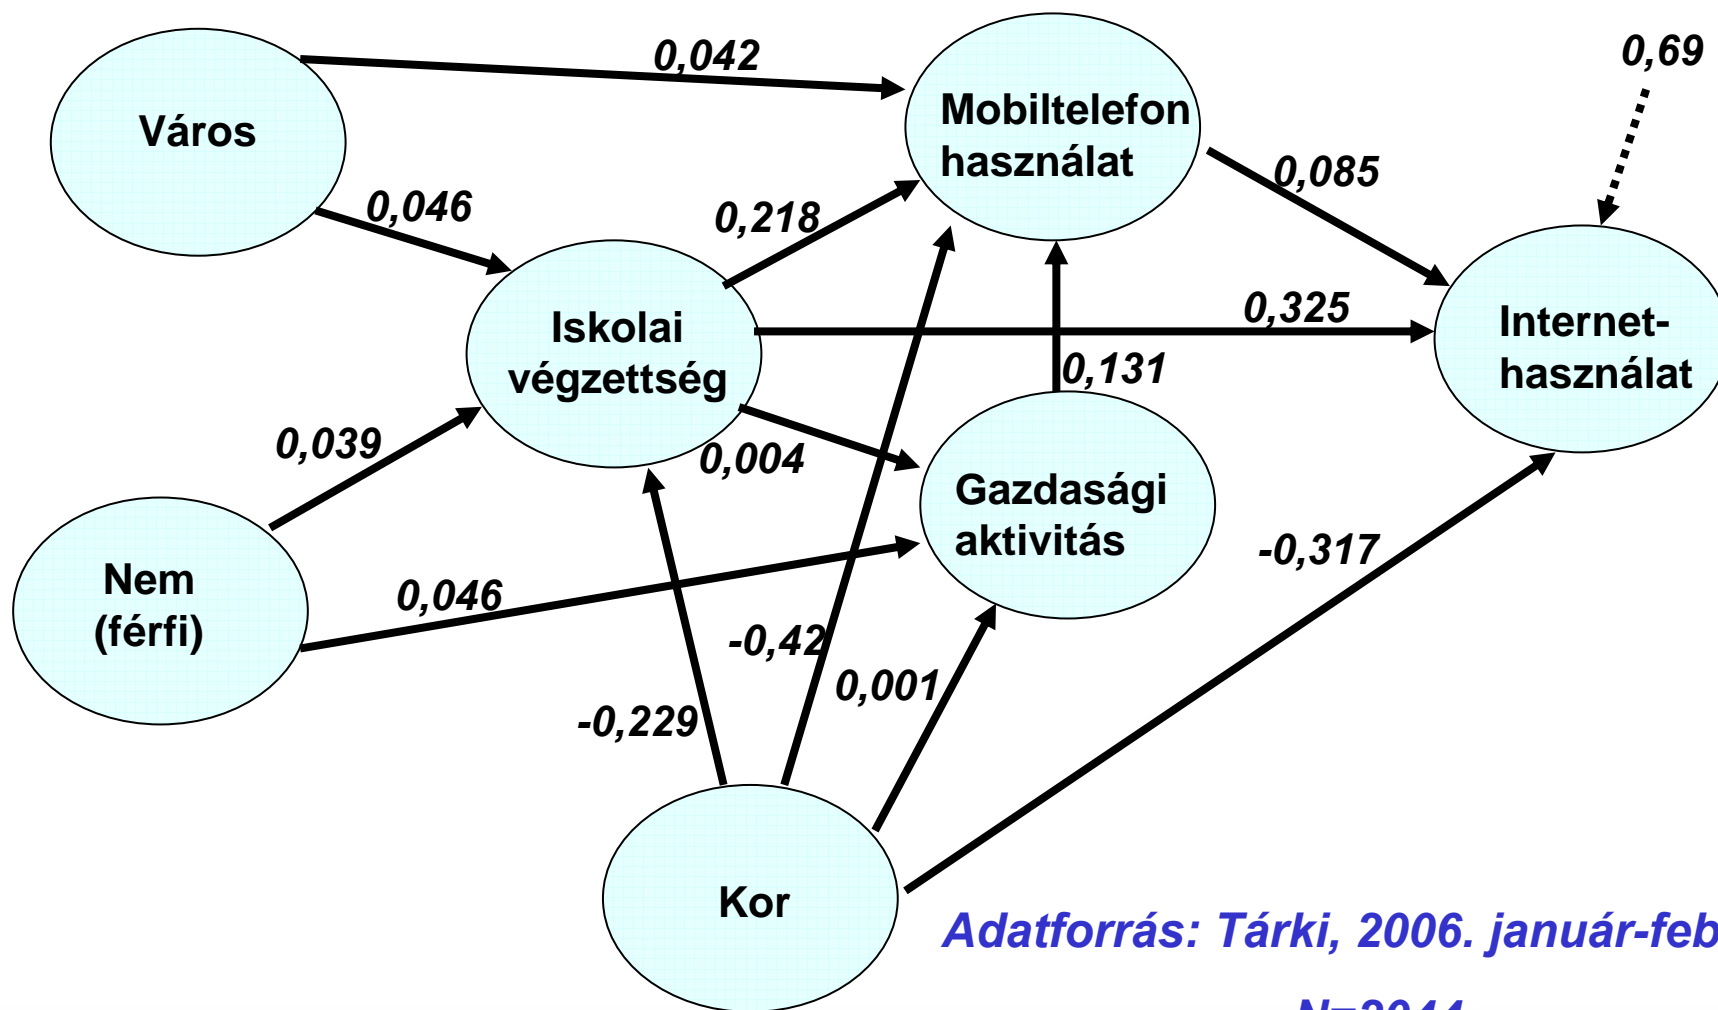 0,042
0,69
Város
Mobiltelefon
használat
0,085
0,046
0,218
Iskolai
végzettség
0,325
Internet-
használat
0,131
0,039
0,004
Gazdasági
aktivitás
-0,317
Nem
(férfi)
0,046
-0,42
0,001
-0,229
Kor
Adatforrás: Tárki, 2006. január-feb